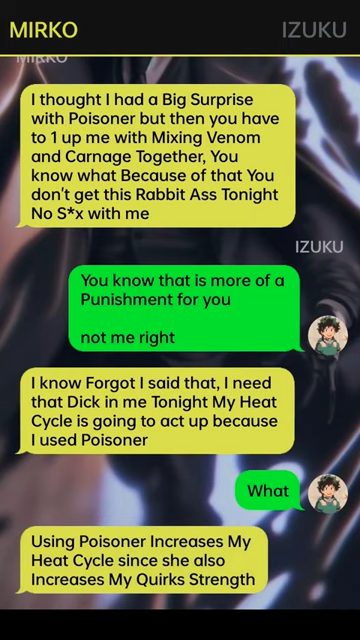 MIRKO
IZUKU
MIRKO
I thought I had a Big Surprise
with Poisoner but then you have
to 1 up me with Mixing Venom
and Carnage Together, You
know what Because of that You
don't get this Rabbit Ass Tonight
No S*x with me
IZUKU
You know that is more of a
Punishment for you
not me right
I know Forgot I said that, I need
that Dick in me Tonight My Heat
Cycle is going to act up because
I used Poisoner
What
Using Poisoner Increases My
Heat Cycle since she also
Increases My Quirks Strength